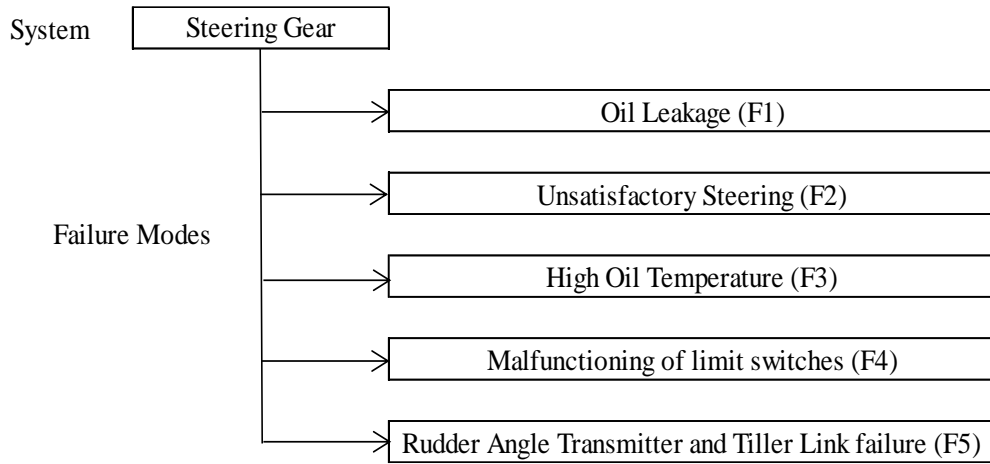 System
Steering Gear
Oil Leakage (F1)
Unsatisfactory Steering (F2)
Failure Modes
High Oil Temperature (F3)
Malfunctioning of limit switches (F4)
Rudder Angle Transmitter and Tiller Link failure (F5)